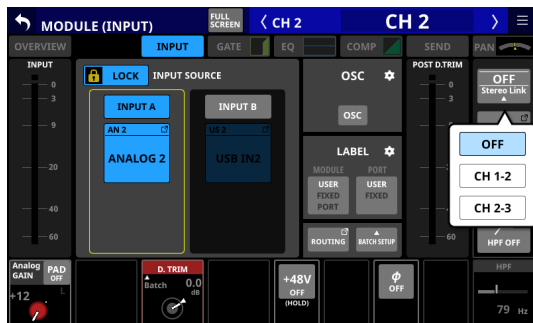 MODULE (INPUT)
FULL
SCREEN
CH 2
CH 2
OVERVIEW
INPUT
GATE
EQ
COMP
SEND
PAN
INPUT
0
3
9
20
40
60
LOCK
INPUT SOURCE
INPUT A
INPUT B
AN 2
ANALOG 2
US 2
USB IN2
OSC
OSC
LABEL
MODULE
PORT
USER
FIXED
PORT
USER
FIXED
ROUTING
BATCH SETUP
POST D.TRIM
0
3
60
OFF
Stereo Link
OFF
CH 1-2
CH 2-3
HPF OFF
Analog
GAIN
PAD
OFF
+12
L
D. TRIM
Batch
0.0
dB
+48V
OFF
(HOLD)
ϕ
OFF
HPF
79 Hz